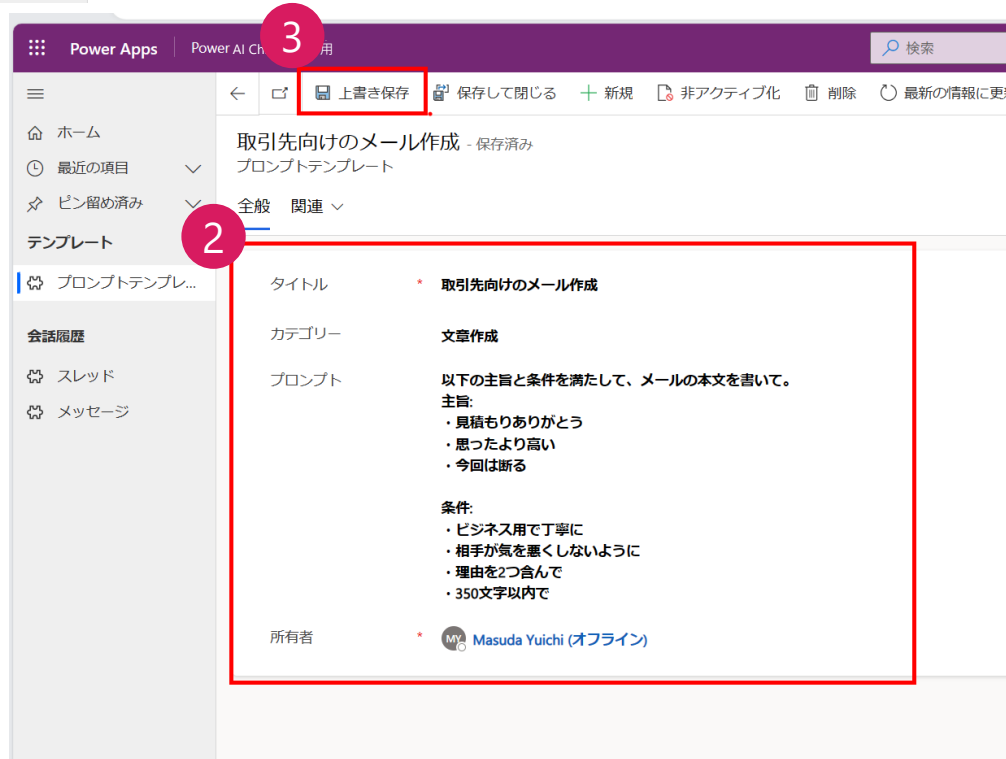 Power Apps
Power AI Ch
用
検索
3
上書き保存
保存して閉じる
新規
非アクティブ化
削除
最新の情報に更
ホーム
最近の項目
ピン留め済み
テンプレート
プロンプトテンプレ...
会話履歴
スレッド
メッセージ
取引先向けのメール作成 - 保存済み
プロンプトテンプレート
全般
関連
2
タイトル * 取引先向けのメール作成
カテゴリー 文章作成
プロンプト 以下の主旨と条件を満たして、メールの本文を書いて。
主旨:
・見積もりありがとう
・思ったより高い
・今回は断る
条件:
・ビジネス用で丁寧に
・相手が気を悪くしないように
・理由を2つ含んで
・350文字以内で
所有者 * MY Masuda Yuichi (オフライン)